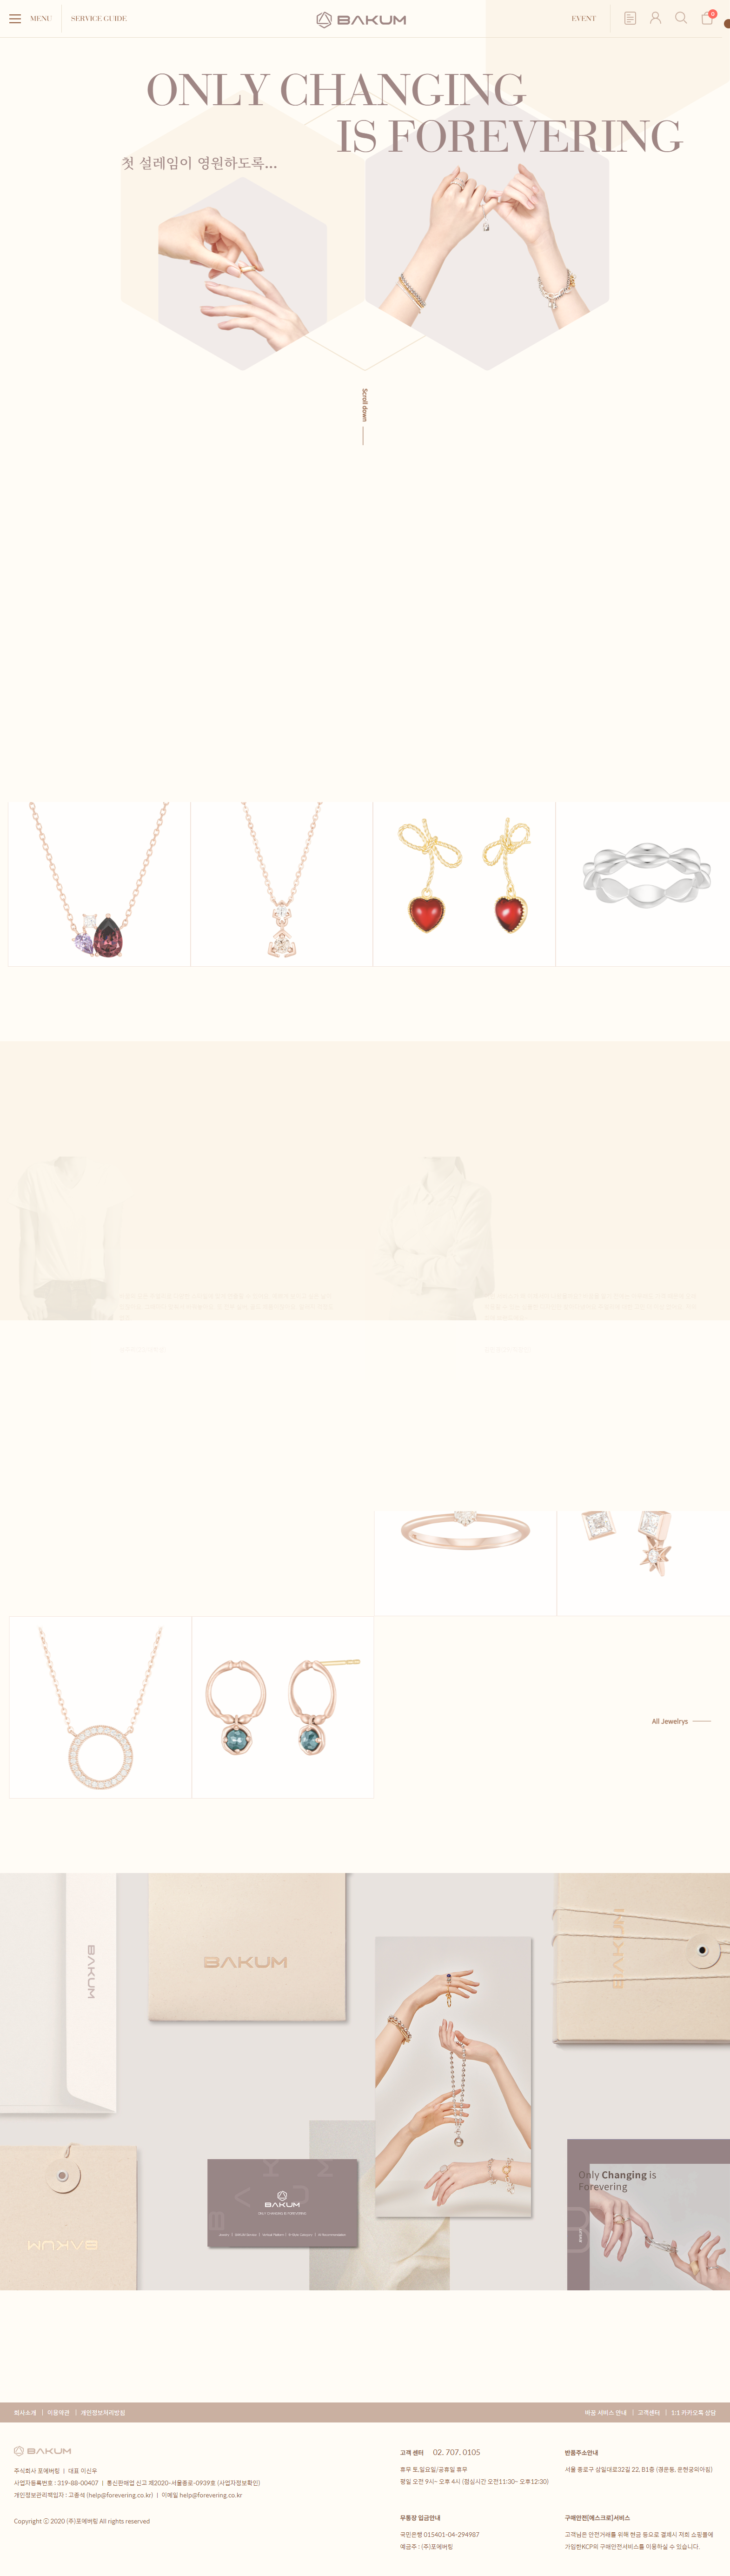 MENU
SERVICE GUIDE
BAKUM
EVENT
0
ONLY CHANGING
IS FOREVERING
첫 설레임이 영원하도록...
Scroll down
All Jewelrys
BAKUM
BAKUM
BAKUM
BAKUM
BAKUM
ONLY CHANGING IS FOREVERING
Only Changing is
Forevering
회사소개 | 이용약관 | 개인정보처리방침
바꿈 서비스 안내 | 고객센터 | 1:1 카카오톡 상담
BAKUM
주식회사 포에버링 | 대표 이신우
사업자등록번호 : 319-88-00407 | 통신판매업 신고 제2020-서울종로-0939호 (사업자정보확인)
개인정보관리책임자 : 고종석 (help@forevering.co.kr) | 이메일 help@forevering.co.kr
Copyright ⓒ 2020 (주)포에버링 All rights reserved
고객 센터 02. 707. 0105
휴무 토,일요일/공휴일 휴무
평일 오전 9시~ 오후 4시 (점심시간 오전11:30~ 오후12:30)
무통장 입금안내
국민은행 015401-04-294987
예금주 : (주)포에버링
반품주소안내
서울 종로구 삼일대로32길 22, B1층 (경운동, 운현궁의아침)
구매안전[에스크로]서비스
고객님은 안전거래를 위해 현금 등으로 결제시 저희 쇼핑몰에
가입한KCP의 구매안전서비스를 이용하실 수 있습니다.